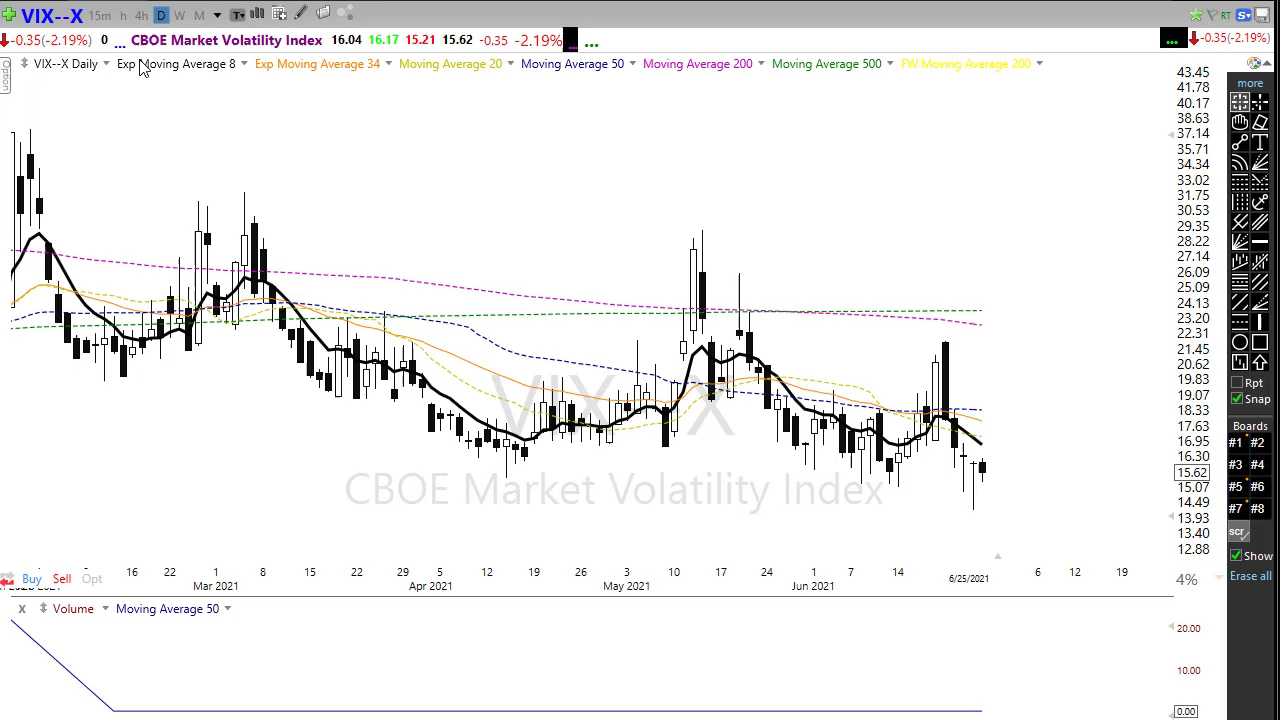 VIX--X 15m h 4h D W M T RT S
-0.35(-2.19%) 0 ... CBOE Market Volatility Index 16.04 16.17 15.21 15.62 -0.35 -2.19% ... ... ... -0.35(-2.19%)
Option
VIX--X Daily Exp Moving Average 8 Exp Moving Average 34 Moving Average 20 Moving Average 50 Moving Average 200 Moving Average 500 FW Moving Average 200
43.45
41.78
40.17
38.63
37.14
35.71
34.34
33.02
31.75
30.53
29.35
28.22
27.14
26.09
25.09
24.13
23.20
22.31
21.45
20.62
19.83
19.07
18.33
17.63
16.95
16.30
15.62
15.07
14.49
13.93
13.40
12.88
more
T
Rpt
Snap
Boards
#1 #2
#3 #4
#5 #6
#7 #8
scr
Show
Erase all
VIX--X
CBOE Market Volatility Index
16 22 1 8 15 22 29 5 12 19 26 3 10 17 24 1 7 14 6/25/2021 6 12 19
Mar 2021 Apr 2021 May 2021 Jun 2021
Buy Sell Opt 4%
X Volume Moving Average 50
20.00
10.00
0.00